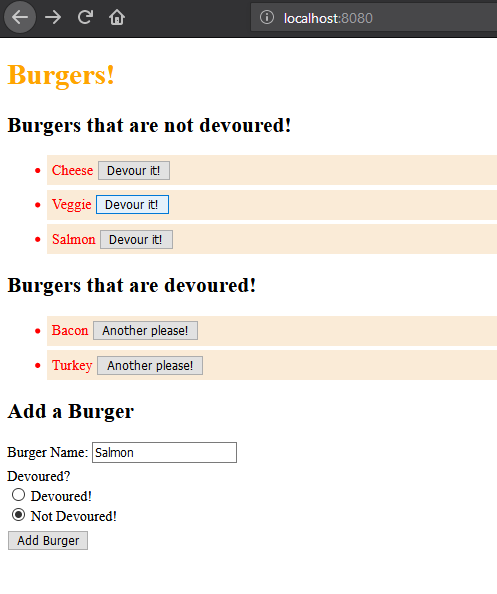 localhost:8080
Burgers!
Burgers that are not devoured!
Cheese Devour it!
Veggie Devour it!
Salmon Devour it!
Burgers that are devoured!
Bacon Another please!
Turkey Another please!
Add a Burger
Burger Name: Salmon
Devoured?
Devoured!
Not Devoured!
Add Burger